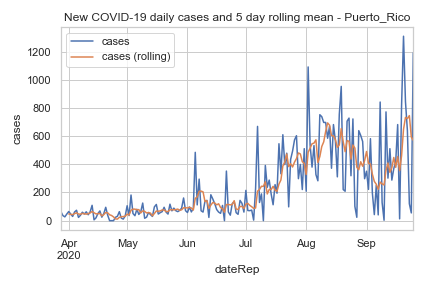 New COVID-19 daily cases and 5 day rolling mean - Puerto_Rico
cases
cases (rolling)
1200
1000
800
600
400
200
0
cases
Apr
2020
May
Jun
Jul
Aug
Sep
dateRep